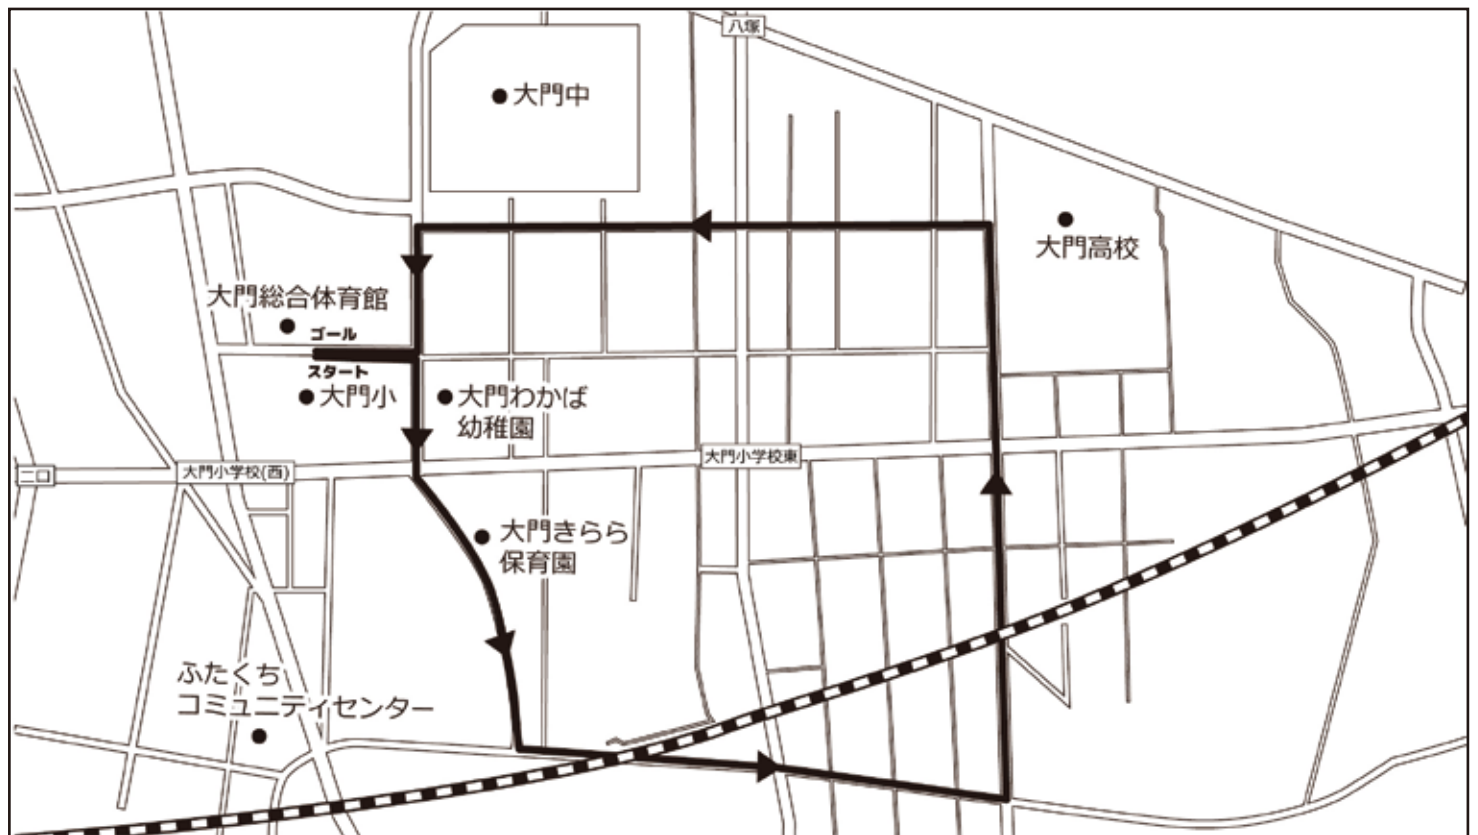 八塚
大門中
大門高校
大門総合体育館
ゴール
スタート
大門小
大門わかば
幼稚園
大門小学校東
二口
大門小学校(西)
大門きらら
保育園
ふたくち
コミュニティセンター